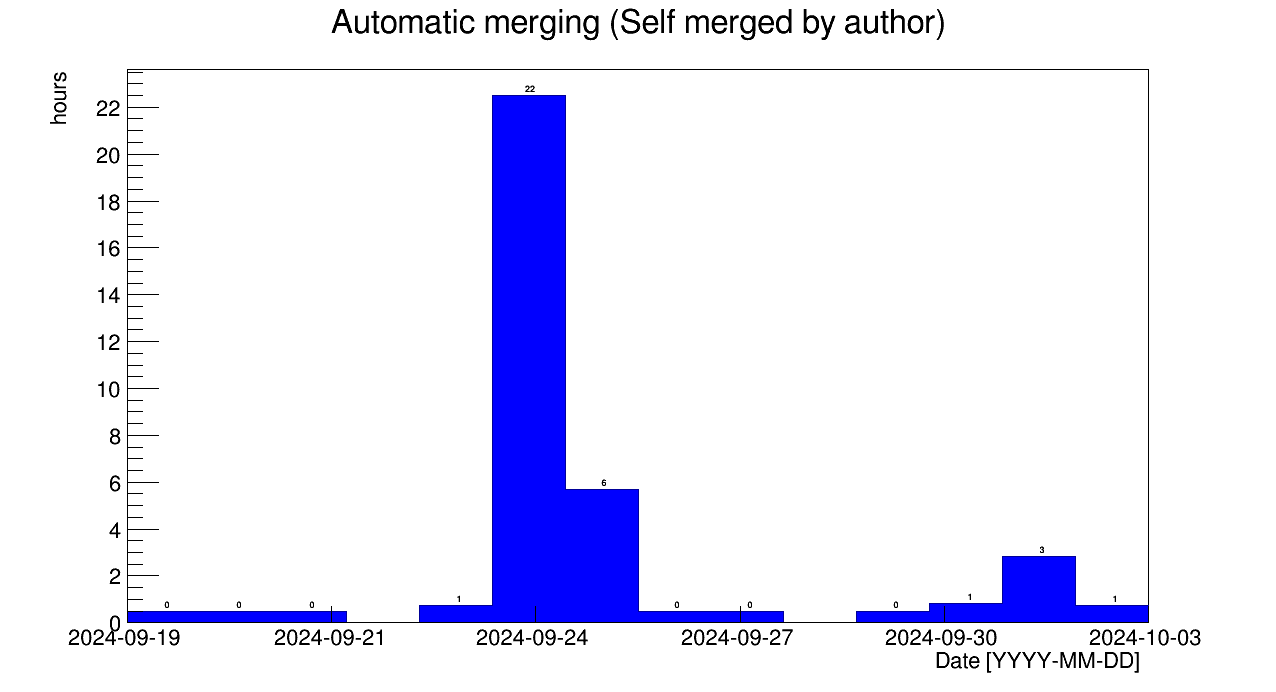 Automatic merging (Self merged by author)
hours
22
20
18
16
14
12
10
8
6
4
2
0
0 0 0 1 22 6 0 0 0 1 3 1
2024-09-19 2024-09-21 2024-09-24 2024-09-27 2024-09-30 2024-10-03
Date [YYYY-MM-DD]